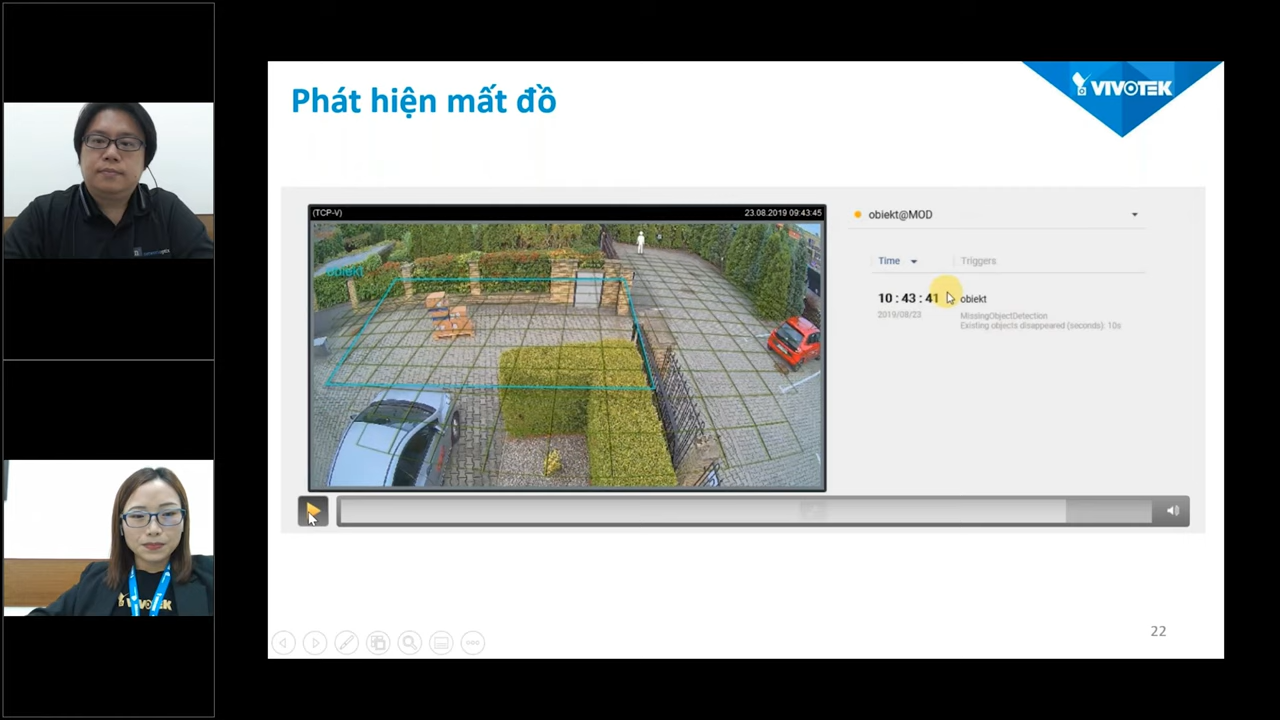 Phát hiện mất đồ
VIVOTEK
(TCP-V)
23.08.2019 09:43:45
obiekt
obiekt@MOD
Time
Triggers
10 : 43 : 41
obiekt
2019/08/23
MissingObjectDetection
Existing objects disappeared (seconds): 10s
VIVOTEK
22